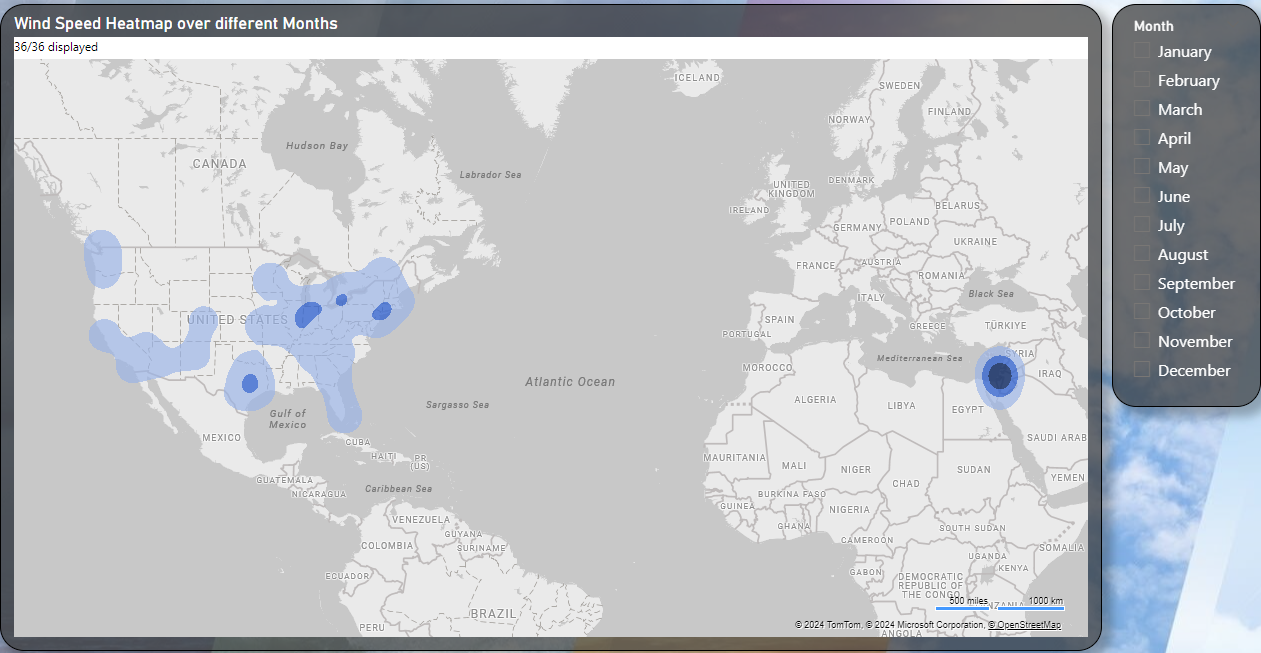 Wind Speed Heatmap over different Months
36/36 displayed
ICELAND
SWEDEN
FINLAND
NORWAY
Hudson Bay
CANADA
Labrador Sea
UNITED
KINGDOM
DENMARK
IRELAND
BELARUS
POLAND
GERMANY
UKRAINE
FRANCE
AUSTRIA
ROMANIA
Black Sea
ITALY
UNITED STATES
SPAIN
PORTUGAL
GREECE
TÜRKIYE
Mediterranean Sea
SYRIA
MOROCCO
IRAQ
Atlantic Ocean
ALGERIA
LIBYA
EGYPT
Sargasso Sea
Gulf of
Mexico
MEXICO
CUBA
SAUDI ARAB
HAITI
PR
(US)
MAURITANIA
MALI
NIGER
SUDAN
GUATEMALA
CHAD
YEMEN
NICARAGUA
Caribbean Sea
BURKINA FASO
GUINEA
NIGERIA
VENEZUELA
GHANA
SOUTH SUDAN
GUYANA
CAMEROON
COLOMBIA
SURINAME
SOMALIA
UGANDA
KENYA
ECUADOR
GABON
DEMOCRATIC
REPUBLIC OF
THE CONGO
500 miles
1000 km
NZANIA
BRAZIL
PERU
© 2024 TomTom, © 2024 Microsoft Corporation, © OpenStreetMap
ANGOLA
Month
January
February
March
April
May
June
July
August
September
October
November
December